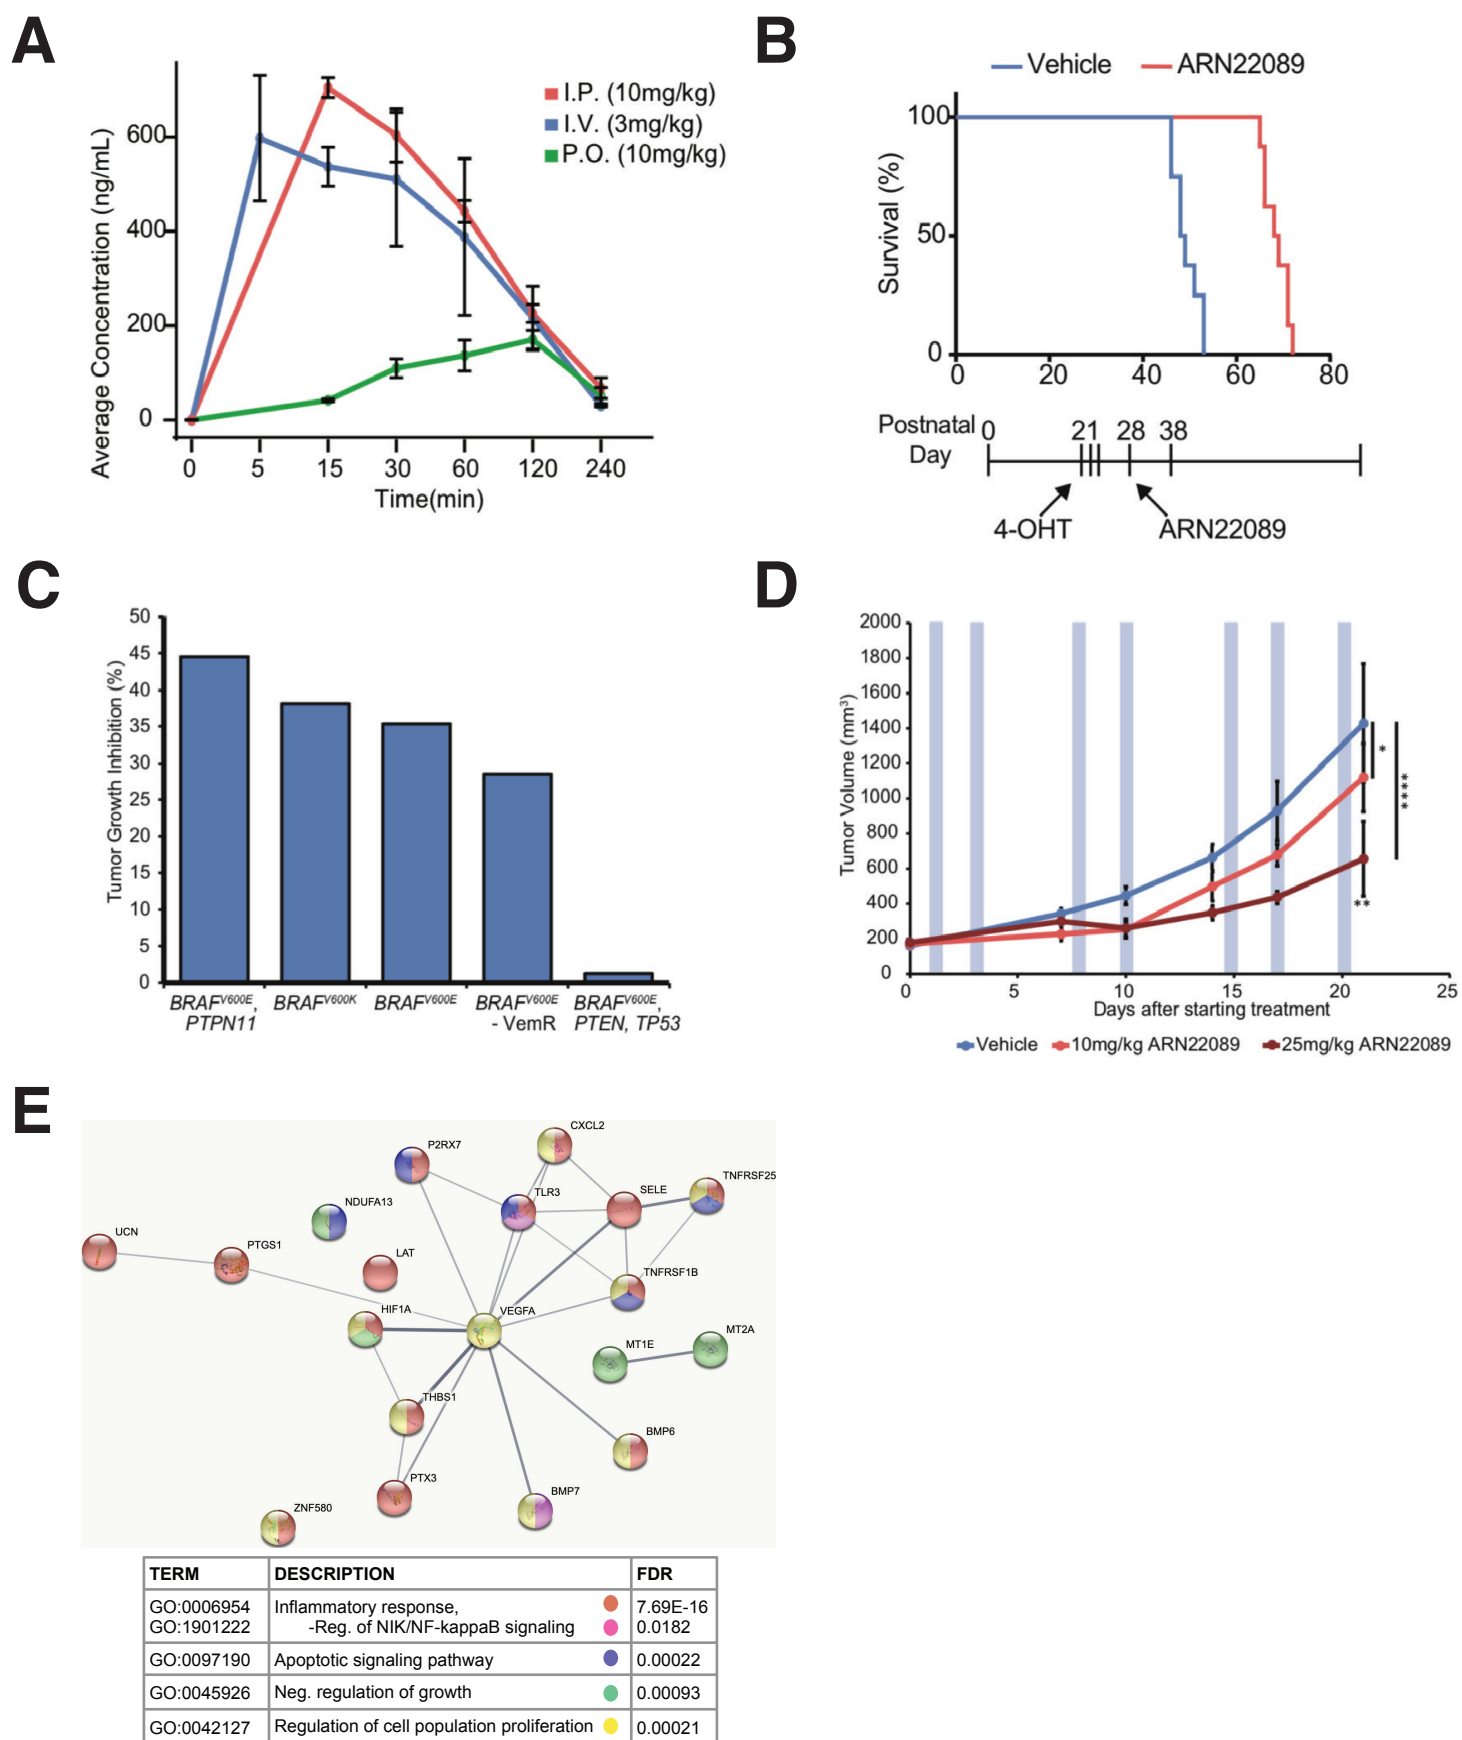 A
600
400
200
0
Average Concentration (ng/mL)
I.P. (10mg/kg)
I.V. (3mg/kg)
P.O. (10mg/kg)
0 5 15 30 60 120 240
Time(min)
B
Vehicle ARN22089
100
50
0
Survival (%)
0 20 40 60 80
Postnatal
Day
0 21 28 38
4-OHT ARN22089
C
50
45
40
35
30
25
20
15
10
5
0
Tumor Growth Inhibition (%)
BRAFV600E,
PTPN11
BRAFV600K
BRAFV600E
BRAFV600E
- VemR
BRAFV600E,
PTEN, TP53
D
2000
1800
1600
1400
1200
1000
800
600
400
200
0
Tumor Volume (mm³)
*
****
**
0 5 10 15 20 25
Days after starting treatment
Vehicle 10mg/kg ARN22089 25mg/kg ARN22089
E
CXCL2
P2RX7
TNFRSF25
TLR3
SELE
NDUFA13
UCN
PTGS1
LAT
TNFRSF1B
HIF1A
VEGFA
MT2A
MT1E
THBS1
BMP6
PTX3
BMP7
ZNF580
TERM DESCRIPTION FDR
GO:0006954 Inflammatory response, 7.69E-16
GO:1901222 -Reg. of NIK/NF-kappaB signaling 0.0182
GO:0097190 Apoptotic signaling pathway 0.00022
GO:0045926 Neg. regulation of growth 0.00093
GO:0042127 Regulation of cell population proliferation 0.00021